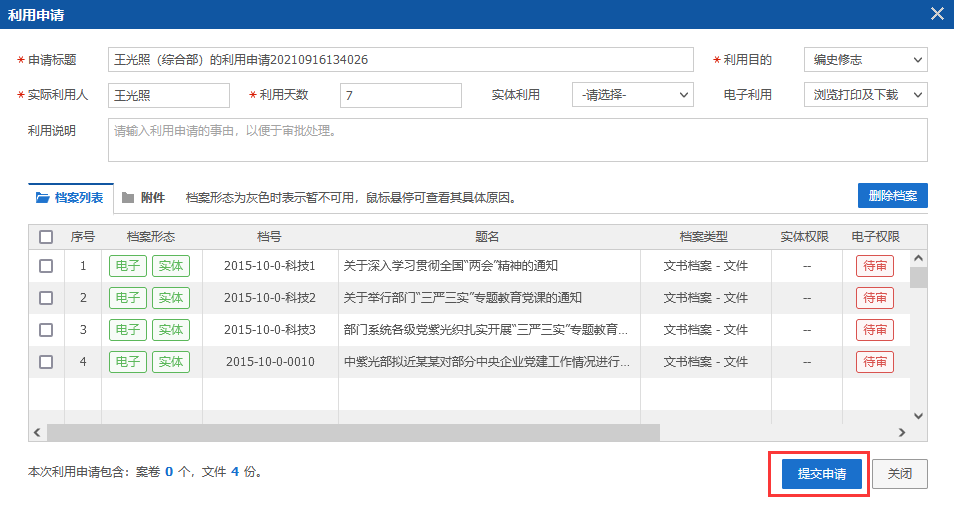 利用申请
* 申请标题 王光照（综合部）的利用申请20210916134026 * 利用目的 编史修志
* 实际利用人 王光照 * 利用天数 7 实体利用 -请选择- 电子利用 浏览打印及下载
利用说明 请输入利用申请的事由，以便于审批处理。
档案列表 附件 档案形态为灰色时表示暂不可用，鼠标悬停可查看其具体原因。 删除档案
序号 档案形态 档号 题名 档案类型 实体权限 电子权限
1 电子 实体 2015-10-0-科技1 关于深入学习贯彻全国“两会”精神的通知 文书档案 - 文件 -- 待审
2 电子 实体 2015-10-0-科技2 关于举行部门“三严三实”专题教育党课的通知 文书档案 - 文件 -- 待审
3 电子 实体 2015-10-0-科技3 部门系统各级党紫光织扎实开展“三严三实”专题教育... 文书档案 - 文件 -- 待审
4 电子 实体 2015-10-0-0010 中紫光部拟近某某对部分中央企业党建工作情况进行... 文书档案 - 文件 -- 待审
本次利用申请包含：案卷 0 个，文件 4 份。 提交申请 关闭